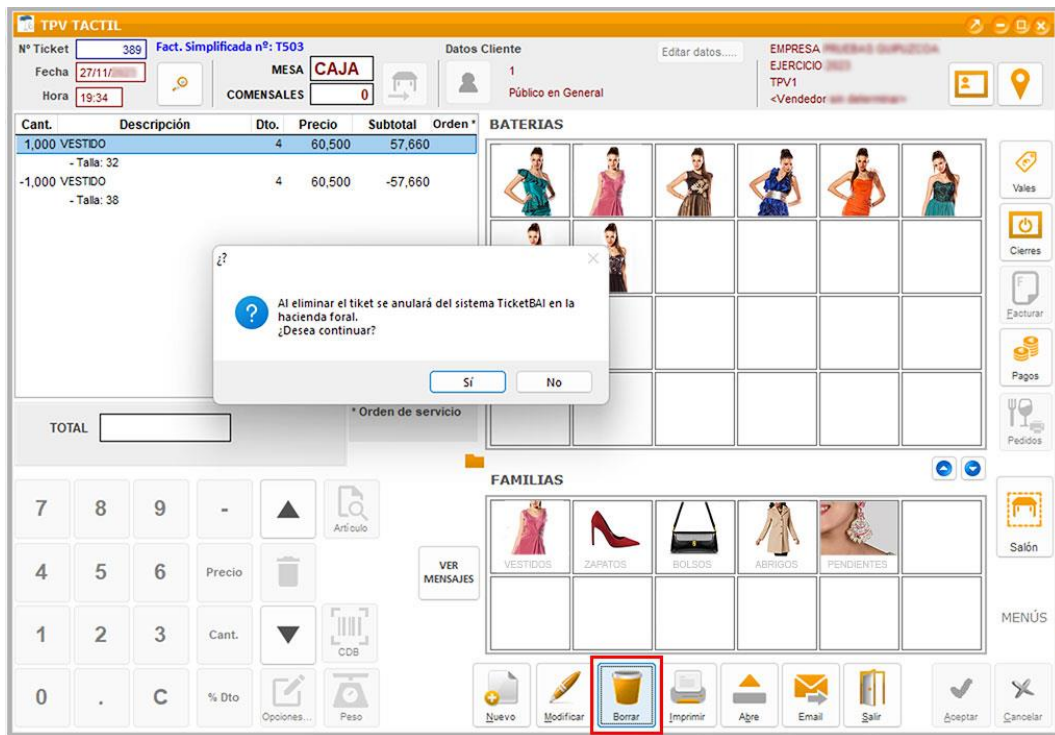 TPV TACTIL
Nº Ticket 389 Fact. Simplificada nº: T503
Fecha 27/11/
Hora 19:34
MESA CAJA
COMENSALES 0
Datos Cliente
1
Público en General
Editar datos.....
EMPRESA
EJERCICIO
TPV1
<Vendedor
Cant. Descripción Dto. Precio Subtotal Orden *
1,000 VESTIDO 4 60,500 57,660
- Talla: 32
-1,000 VESTIDO 4 60,500 -57,660
- Talla: 38
BATERIAS
¿?
Al eliminar el tiket se anulará del sistema TicketBAI en la
hacienda foral.
¿Desea continuar?
Sí No
TOTAL
* Orden de servicio
Vales
Cierres
Facturar
Pagos
Pedidos
FAMILIAS
VESTIDOS ZAPATOS BOLSOS ABRIGOS PENDIENTES
Salón
MENÚS
7 8 9 - Artículo
4 5 6 Precio
VER
MENSAJES
1 2 3 Cant. CDB
0 . C % Dto Opciones... Peso
Nuevo Modificar Borrar Imprimir Abre Email Salir Aceptar Cancelar